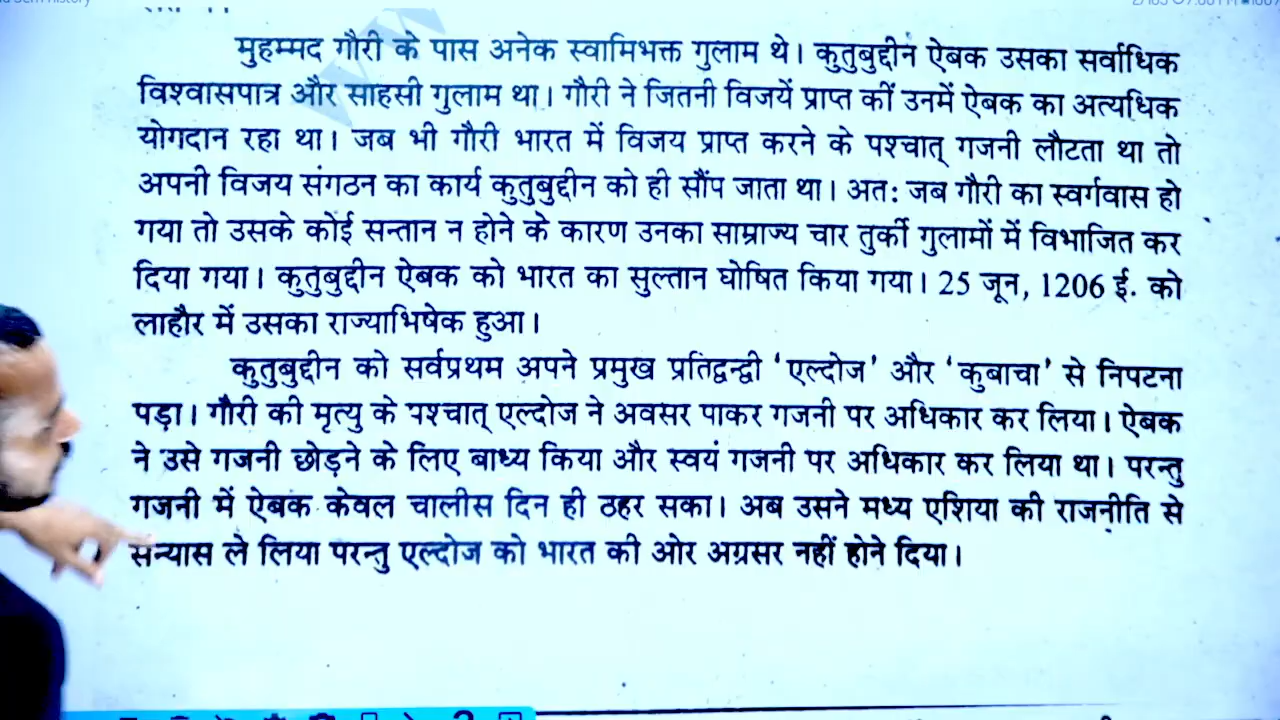 मुहम्मद गौरी के पास अनेक स्वामिभक्त गुलाम थे। कुतुबुद्दीन ऐबक उसका सर्वाधिक
विश्वासपात्र और साहसी गुलाम था। गौरी ने जितनी विजयें प्राप्त कीं उनमें ऐबक का अत्यधिक
योगदान रहा था। जब भी गौरी भारत में विजय प्राप्त करने के पश्चात् गजनी लौटता था तो
अपनी विजय संगठन का कार्य कुतुबुद्दीन को ही सौंप जाता था। अतः जब गौरी का स्वर्गवास हो
गया तो उसके कोई सन्तान न होने के कारण उनका साम्राज्य चार तुर्की गुलामों में विभाजित कर
दिया गया। कुतुबुद्दीन ऐबक को भारत का सुल्तान घोषित किया गया। 25 जून, 1206 ई. को
लाहौर में उसका राज्याभिषेक हुआ।
कुतुबुद्दीन को सर्वप्रथम अपने प्रमुख प्रतिद्वन्द्वी ‘एल्दोज’ और ‘कुबाचा’ से निपटना
पड़ा। गौरी की मृत्यु के पश्चात् एल्दोज ने अवसर पाकर गजनी पर अधिकार कर लिया। ऐबक
ने उसे गजनी छोड़ने के लिए बाध्य किया और स्वयं गजनी पर अधिकार कर लिया था। परन्तु
गजनी में ऐबक केवल चालीस दिन ही ठहर सका। अब उसने मध्य एशिया की राजनीति से
सन्यास ले लिया परन्तु एल्दोज को भारत की ओर अग्रसर नहीं होने दिया।